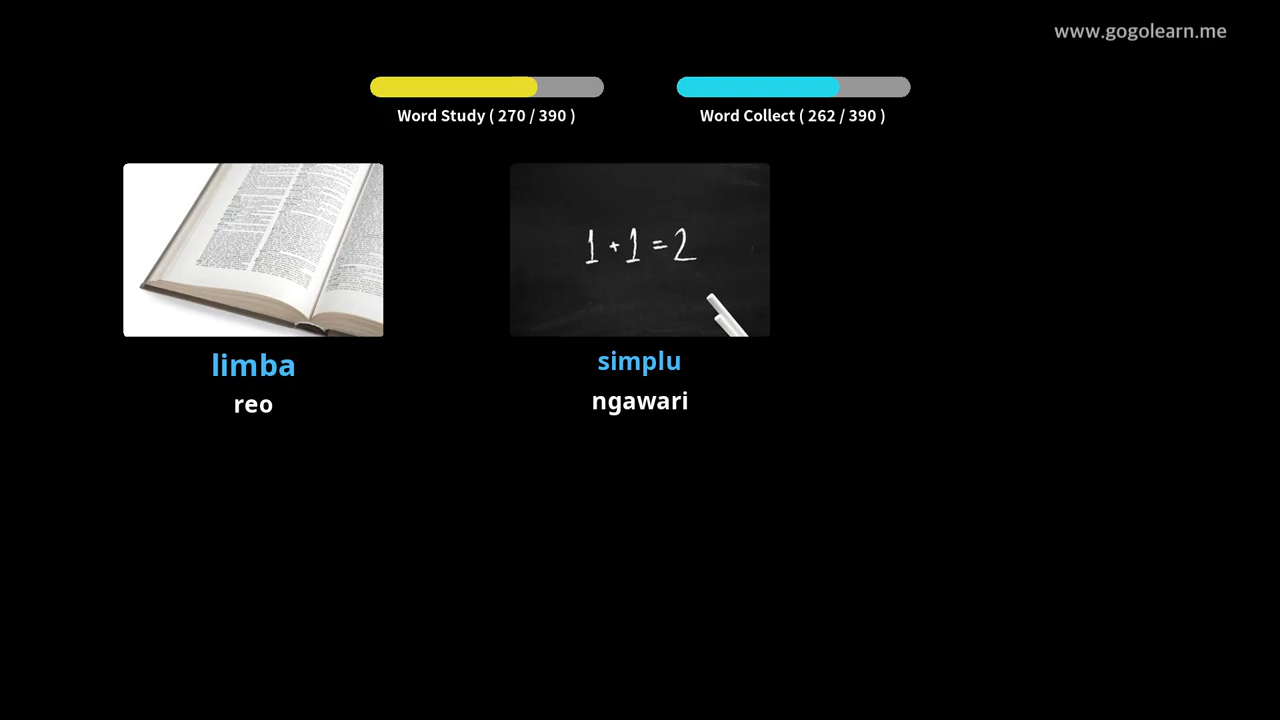 www.gogolearn.me
Word Study ( 270 / 390 )
Word Collect ( 262 / 390 )
1+1=2
limba
reo
simplu
ngawari